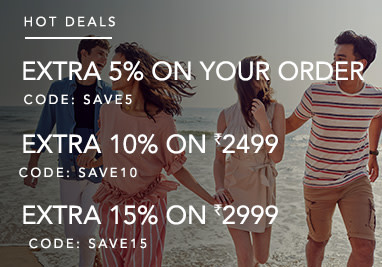 HOT DEALS
EXTRA 5% ON YOUR ORDER
CODE: SAVE5
EXTRA 10% ON ₹2499
CODE: SAVE10
EXTRA 15% ON ₹2999
CODE: SAVE15